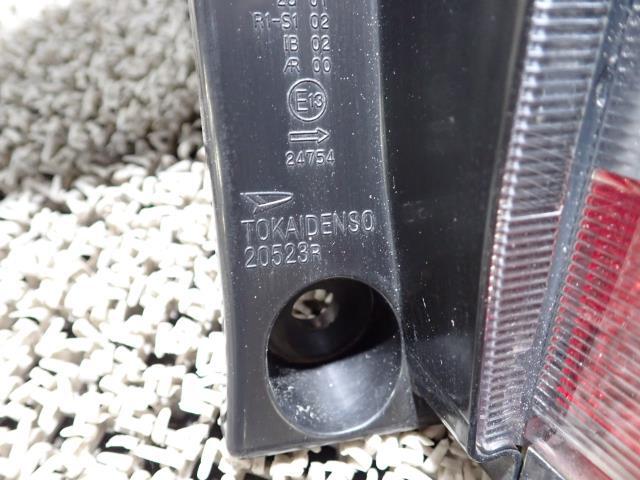 R1-S1 02
IB 02
AR 00
E13
24754
TOKAIDENSO
20523R